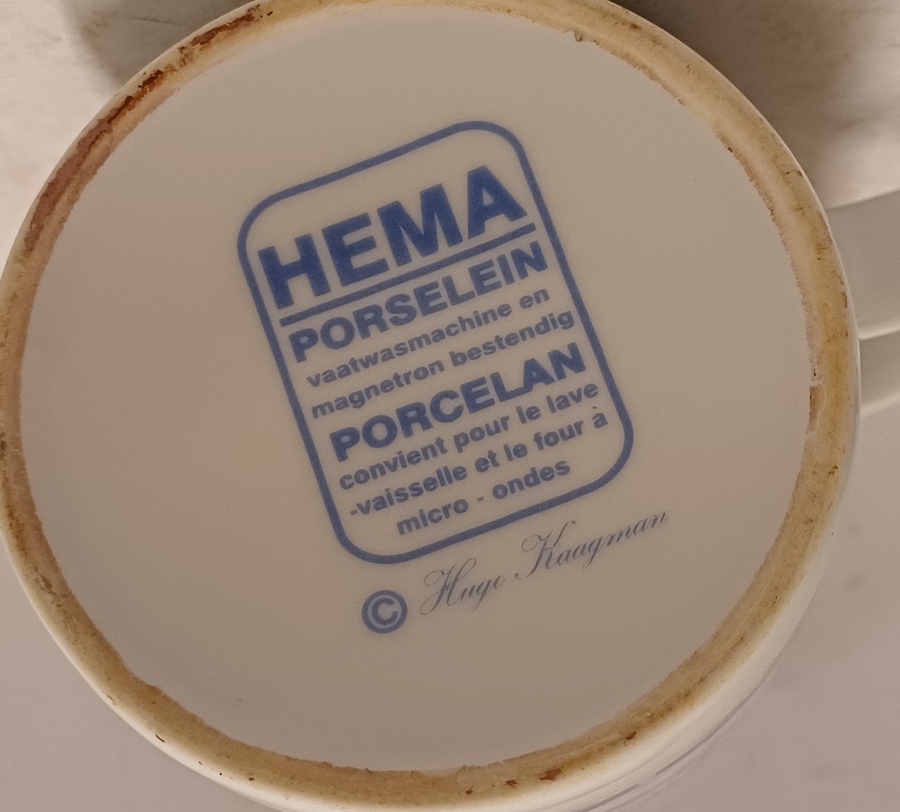 HEMA
PORSELEIN
vaatwasmachine en
magnetron bestendig
PORCELAN
convient pour le lave
-vaisselle et le four à
micro - ondes
© Hugo Kaagman